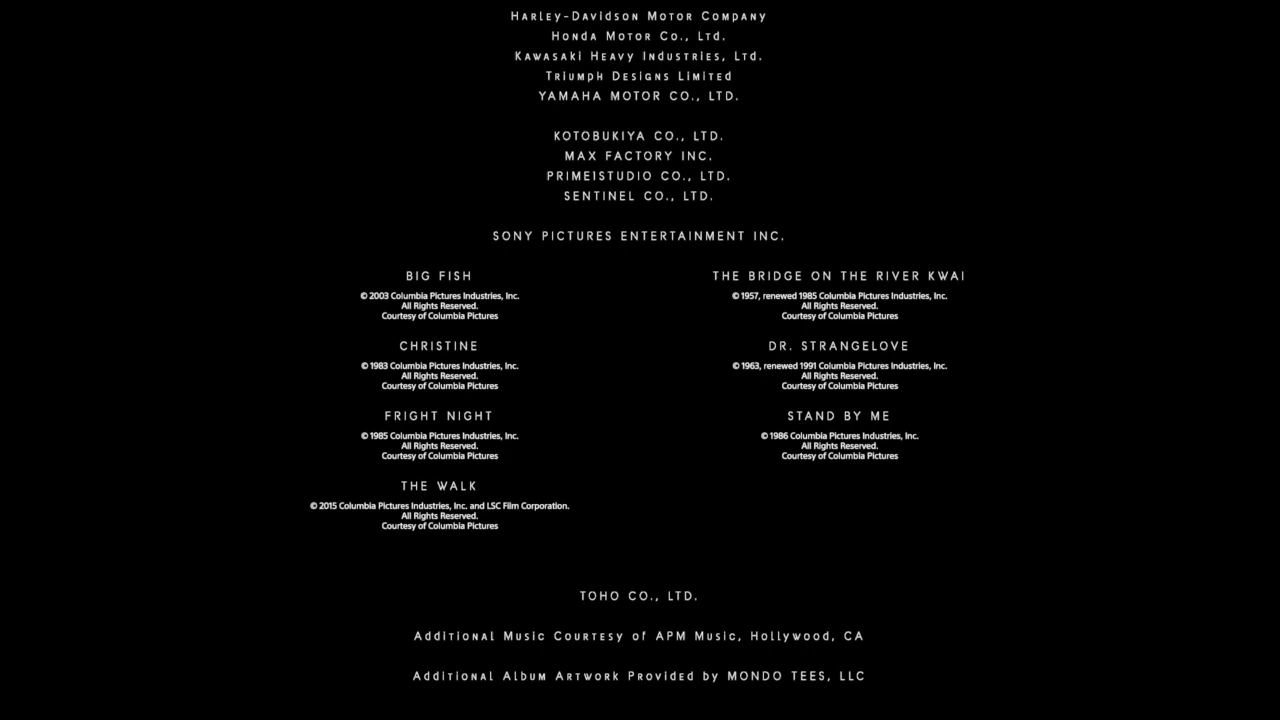 Harley-Davidson Motor Company
Honda Motor Co., Ltd.
Kawasaki Heavy Industries, Ltd.
Triumph Designs Limited
YAMAHA MOTOR CO., LTD.
KOTOBUKIYA CO., LTD.
MAX FACTORY INC.
PRIME1STUDIO CO., LTD.
SENTINEL CO., LTD.
SONY PICTURES ENTERTAINMENT INC.
BIG FISH
© 2003 Columbia Pictures Industries, Inc.
All Rights Reserved.
Courtesy of Columbia Pictures
THE BRIDGE ON THE RIVER KWAI
© 1957, renewed 1985 Columbia Pictures Industries, Inc.
All Rights Reserved.
Courtesy of Columbia Pictures
CHRISTINE
© 1983 Columbia Pictures Industries, Inc.
All Rights Reserved.
Courtesy of Columbia Pictures
DR. STRANGELOVE
© 1963, renewed 1991 Columbia Pictures Industries, Inc.
All Rights Reserved.
Courtesy of Columbia Pictures
FRIGHT NIGHT
© 1985 Columbia Pictures Industries, Inc.
All Rights Reserved.
Courtesy of Columbia Pictures
STAND BY ME
© 1986 Columbia Pictures Industries, Inc.
All Rights Reserved.
Courtesy of Columbia Pictures
THE WALK
© 2015 Columbia Pictures Industries, Inc. and LSC Film Corporation.
All Rights Reserved.
Courtesy of Columbia Pictures
TOHO CO., LTD.
Additional Music Courtesy of APM Music, Hollywood, CA
Additional Album Artwork Provided by MONDO TEES, LLC